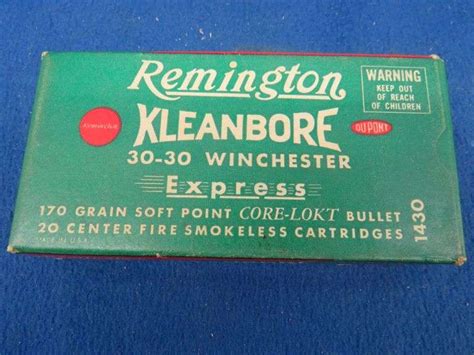 Remington
WARNING
KEEP OUT
OF REACH
OF CHILDREN
KLEANBORE
DU PONT
30-30 WINCHESTER
Express
170 GRAIN SOFT POINT CORE-LOKT BULLET
20 CENTER FIRE SMOKELESS CARTRIDGES
1430